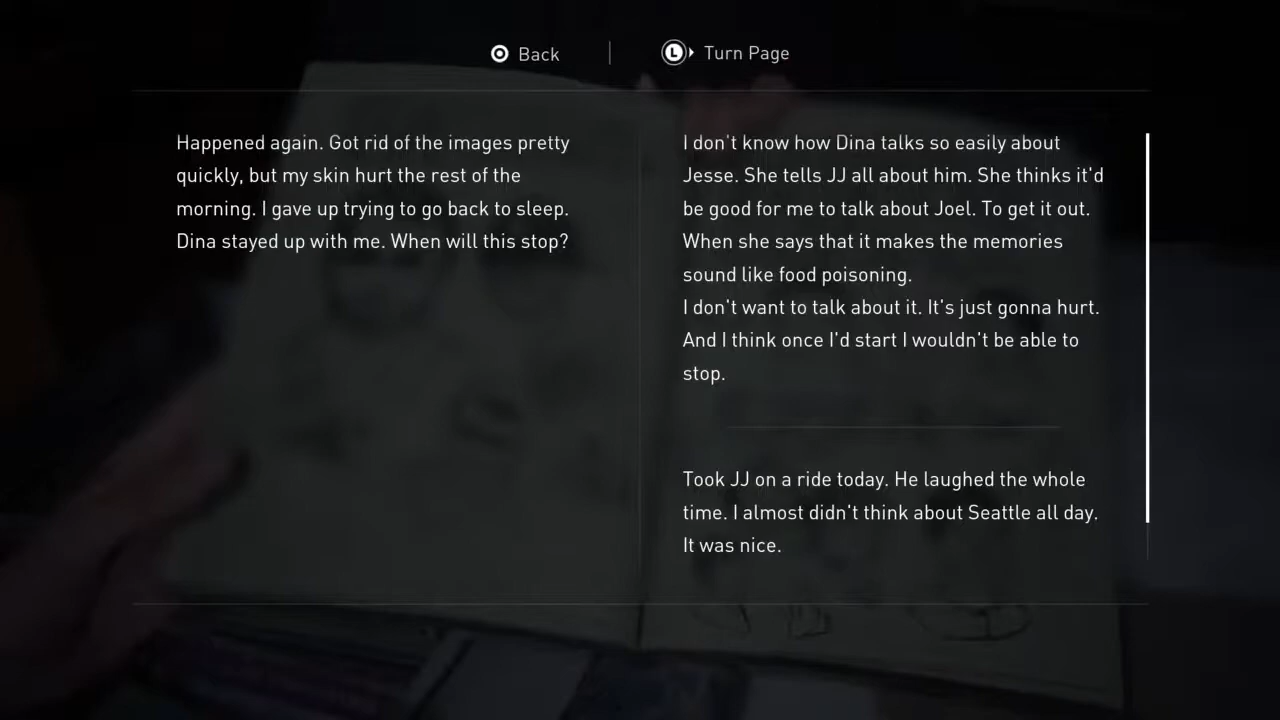 Back
L Turn Page
Happened again. Got rid of the images pretty
quickly, but my skin hurt the rest of the
morning. I gave up trying to go back to sleep.
Dina stayed up with me. When will this stop?
I don't know how Dina talks so easily about
Jesse. She tells JJ all about him. She thinks it'd
be good for me to talk about Joel. To get it out.
When she says that it makes the memories
sound like food poisoning.
I don't want to talk about it. It's just gonna hurt.
And I think once I'd start I wouldn't be able to
stop.
Took JJ on a ride today. He laughed the whole
time. I almost didn't think about Seattle all day.
It was nice.